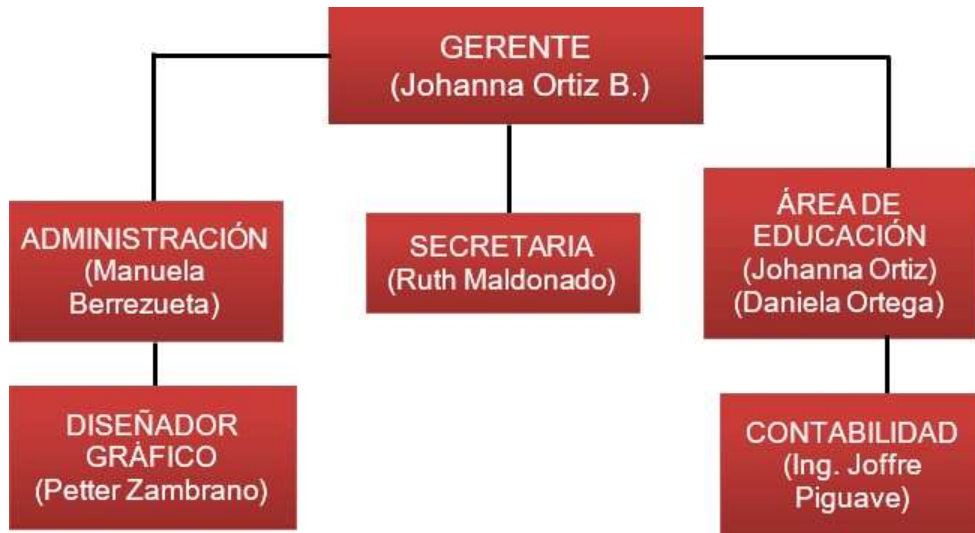 GERENTE
(Johanna Ortiz B.)
ADMINISTRACIÓN
(Manuela
Berrezueta)
SECRETARIA
(Ruth Maldonado)
ÁREA DE
EDUCACIÓN
(Johanna Ortiz)
(Daniela Ortega)
DISEÑADOR
GRÁFICO
(Petter Zambrano)
CONTABILIDAD
(Ing. Joffre
Piguave)